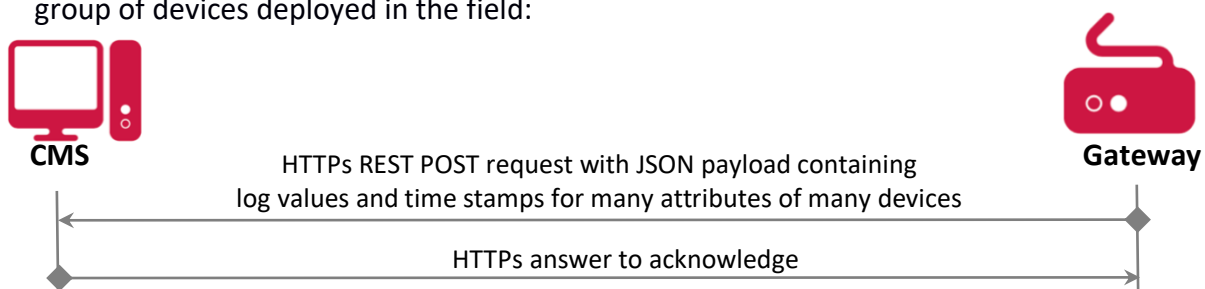 group of devices deployed in the field:
CMS
Gateway
HTTPs REST POST request with JSON payload containing
log values and time stamps for many attributes of many devices
HTTPs answer to acknowledge